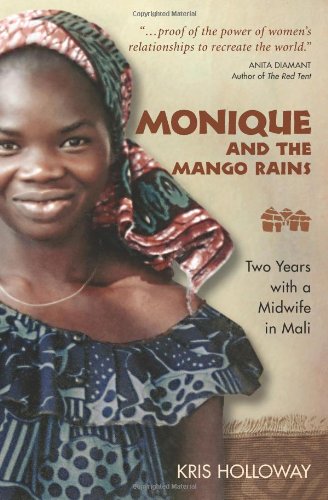 “…proof of the power of women’s
relationships to recreate the world.”
ANITA DIAMANT
Author of The Red Tent
MONIQUE
AND THE
MANGO RAINS
Two Years
with a
Midwife
in Mali
KRIS HOLLOWAY